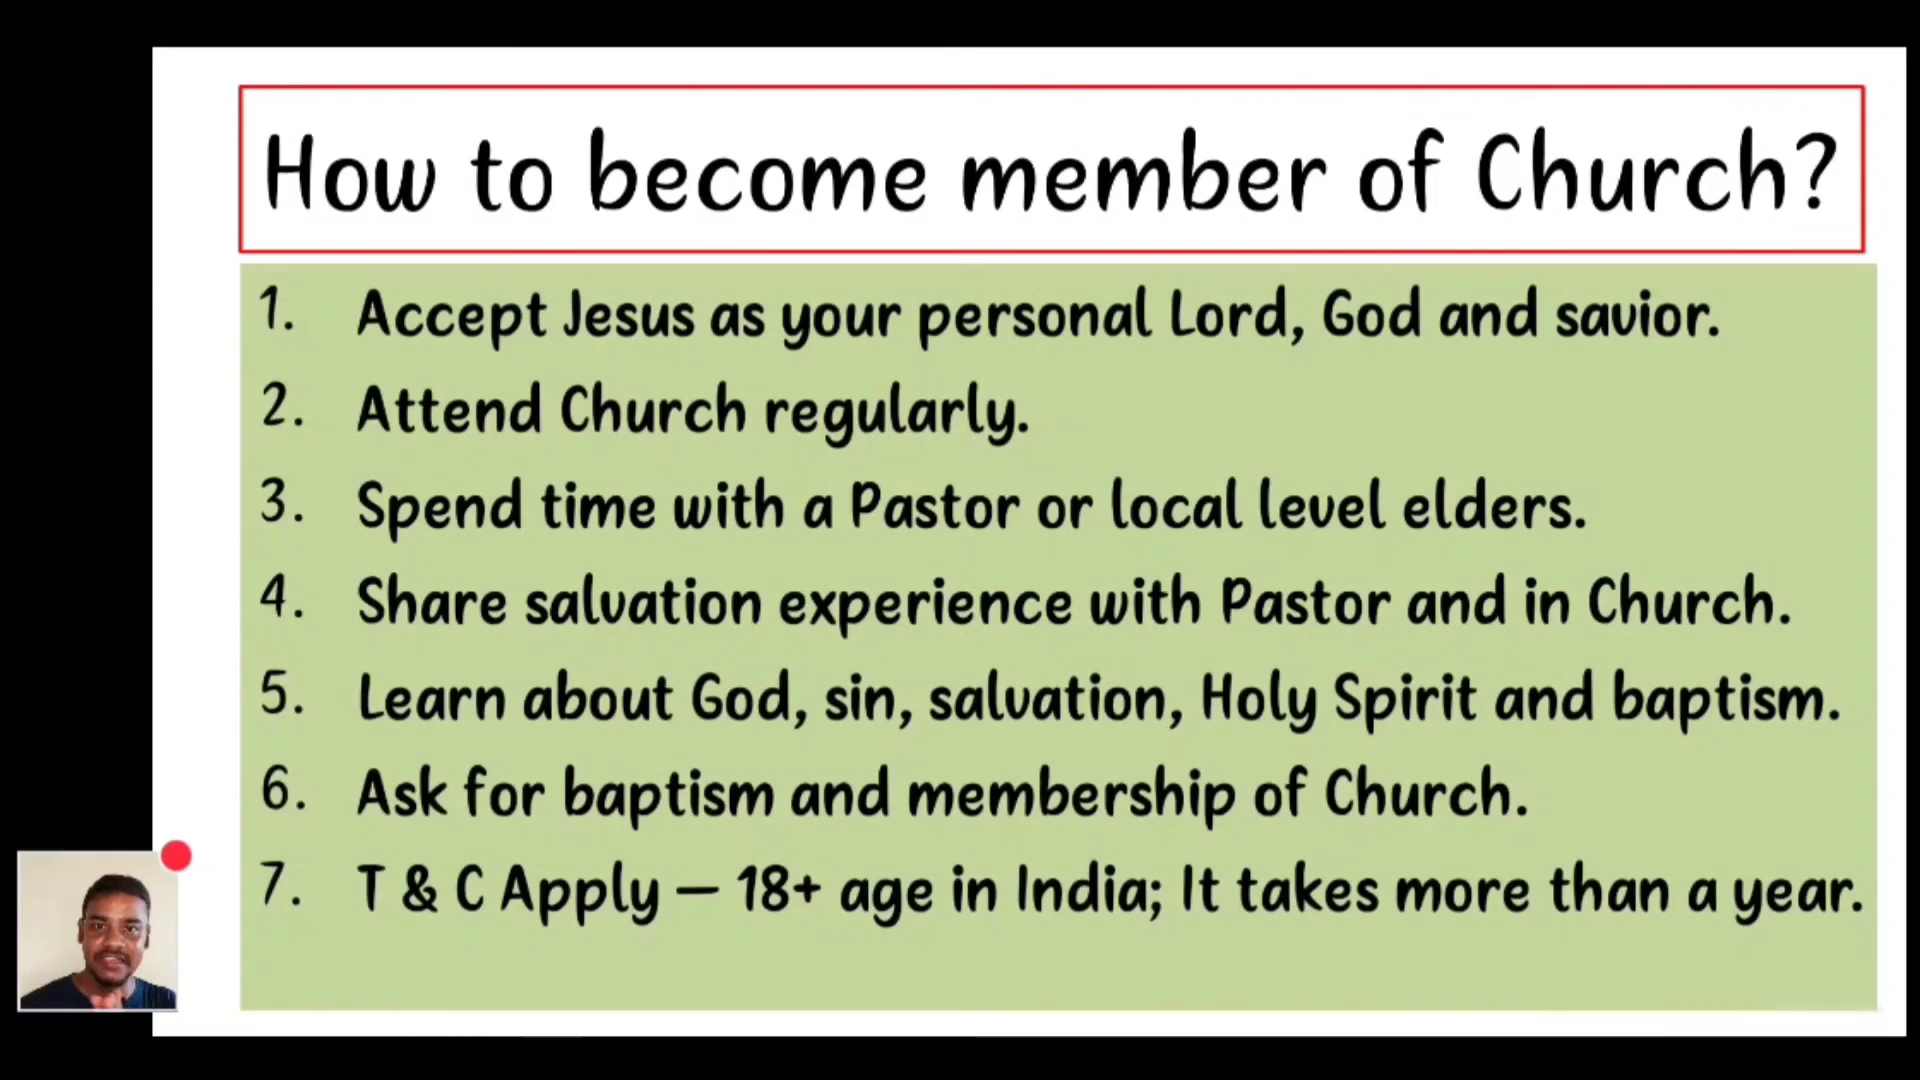 How to become member of Church?
1. Accept Jesus as your personal Lord, God and savior.
2. Attend Church regularly.
3. Spend time with a Pastor or local level elders.
4. Share salvation experience with Pastor and in Church.
5. Learn about God, sin, salvation, Holy Spirit and baptism.
6. Ask for baptism and membership of Church.
7. T & C Apply – 18+ age in India; It takes more than a year.